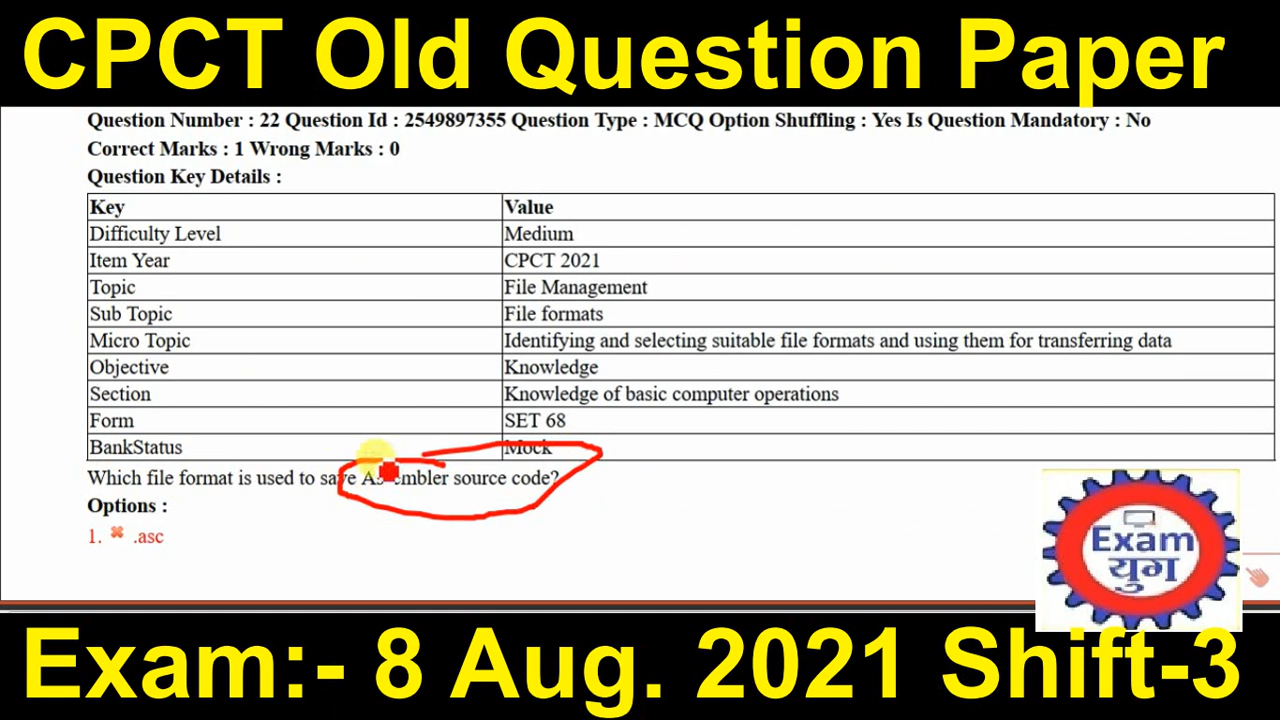 CPCT Old Question Paper
Question Number : 22 Question Id : 2549897355 Question Type : MCQ Option Shuffling : Yes Is Question Mandatory : No
Correct Marks : 1 Wrong Marks : 0
Question Key Details :
Key Value
Difficulty Level Medium
Item Year CPCT 2021
Topic File Management
Sub Topic File formats
Micro Topic Identifying and selecting suitable file formats and using them for transferring data
Objective Knowledge
Section Knowledge of basic computer operations
Form SET 68
BankStatus Mock
Which file format is used to save Assembler source code?
Options :
1. .asc
Exam
युग
Exam:- 8 Aug. 2021 Shift-3